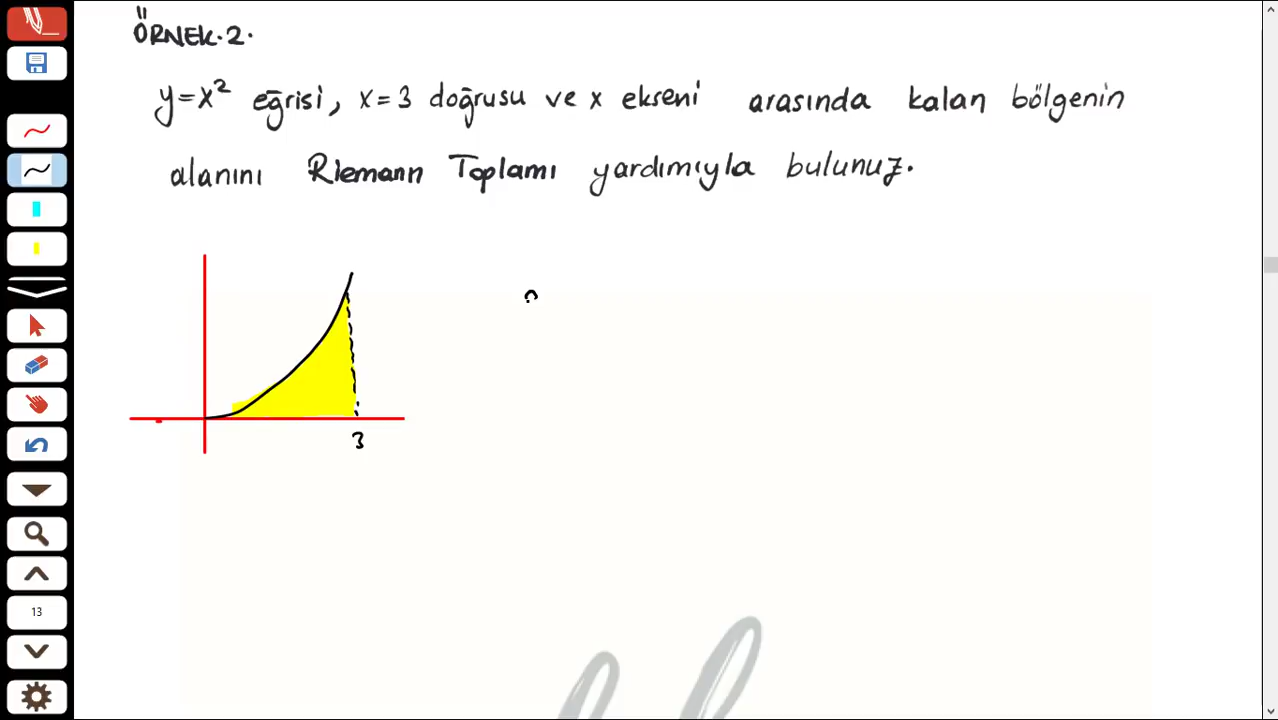 ÖRNEK.2.
y=x² eğrisi, x=3 doğrusu ve x ekseni arasında kalan bölgenin
alanını Riemann Toplamı yardımıyla bulunuz.
3
13